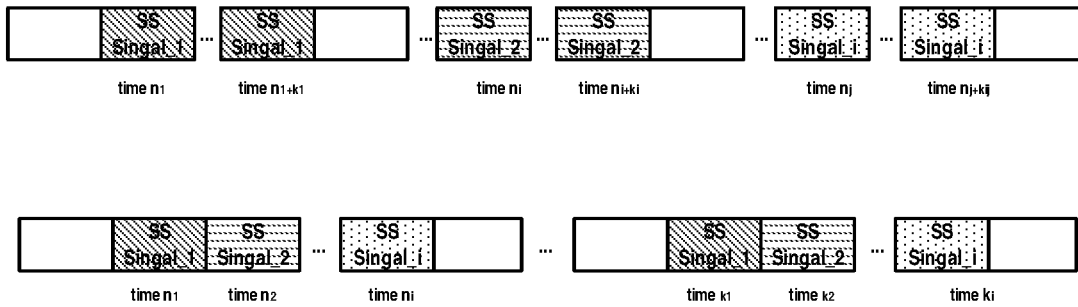 SS SS ... SS SS SS SS
Singal_1 ... Singal_1 ... Singal_2 ... Singal_2 ... Singal_i ... Singal_i
time n1 time n1+k1 time ni time ni+ki time nj time nj+kij
SS SS SS SS SS SS
Singal_1 Singal_2 ... Singal_i ... Singal_1 Singal_2 ... Singal_i
time n1 time n2 time ni time k1 time k2 time ki